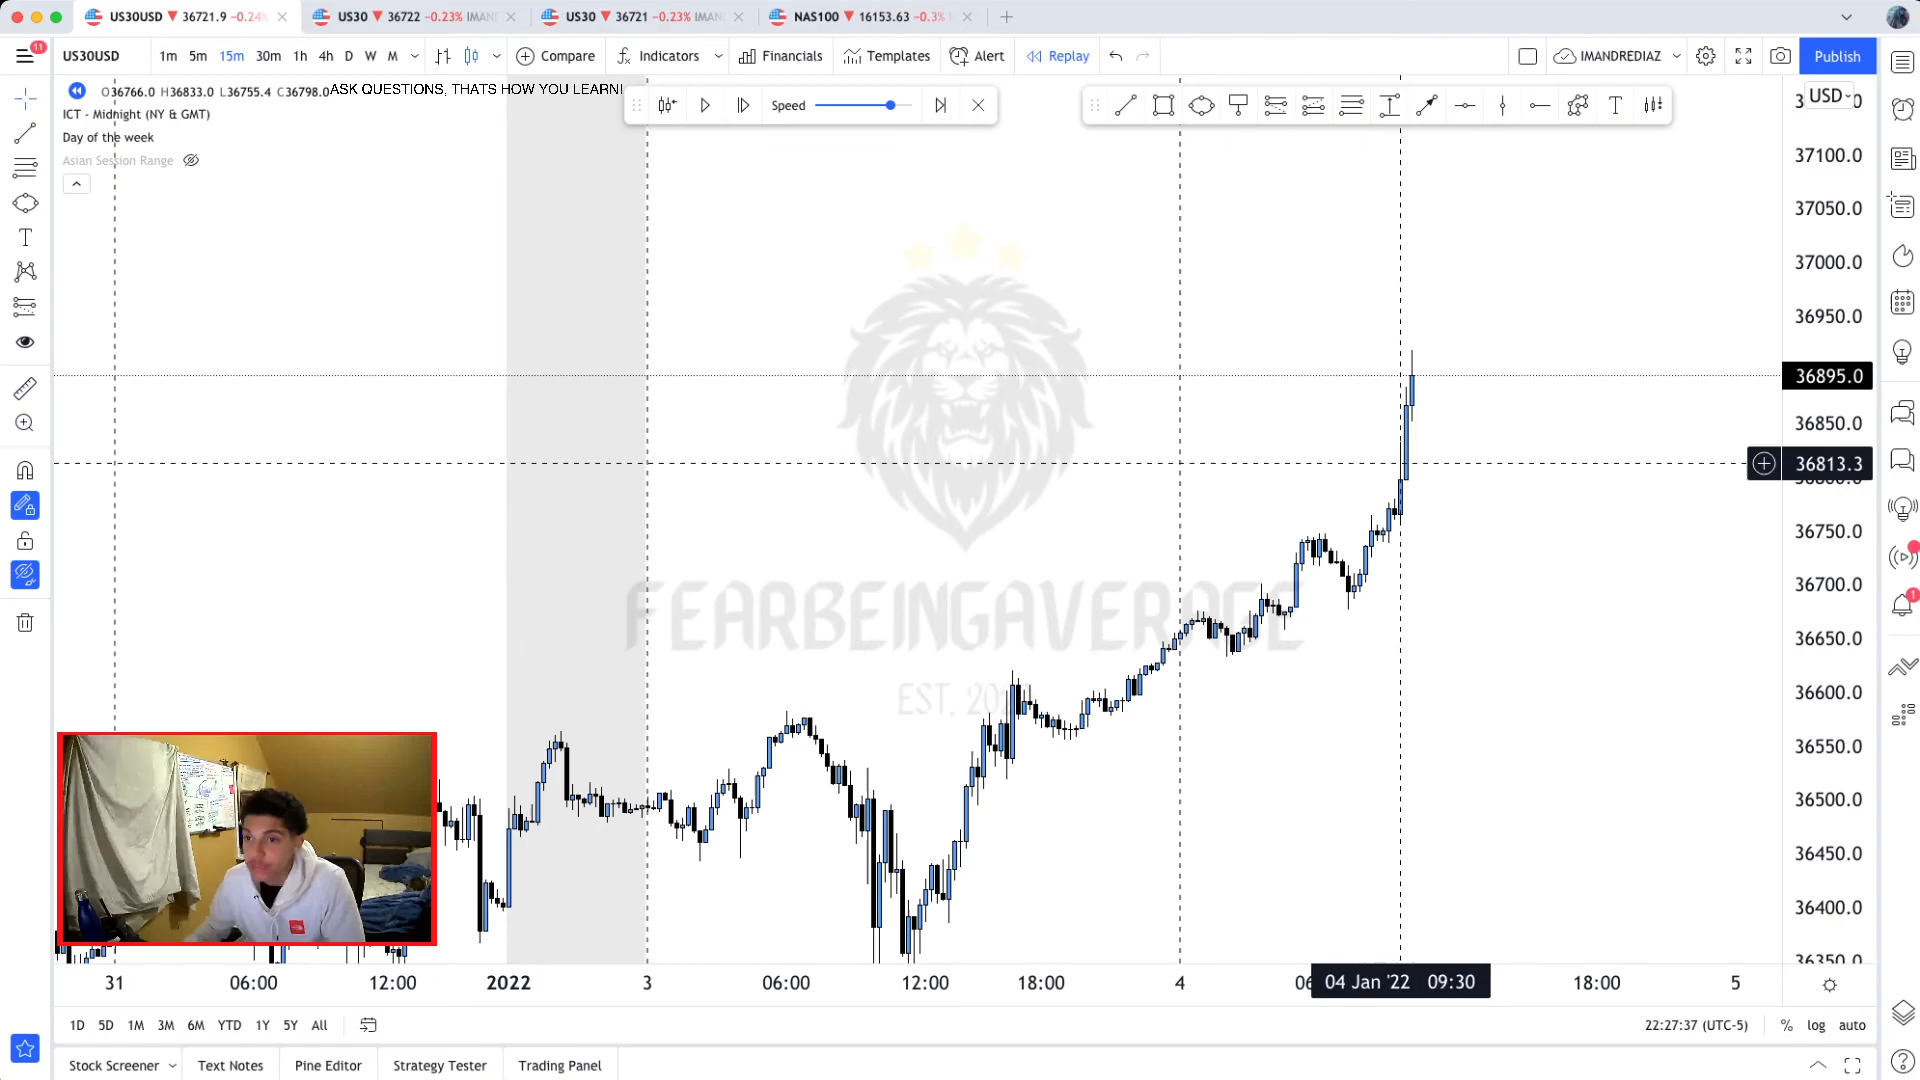 US30USD ▼ 36721.9 −0.24%
US30 ▼ 36722 −0.23% IMAN
US30 ▼ 36721 −0.23% IMAN
NAS100 ▼ 16153.63 −0.3%
11
US30USD 1m 5m 15m 30m 1h 4h D W M Compare Indicators Financials Templates Alert Replay IMANDREDIAZ Publish
O36766.0 H36833.0 L36755.4 C36798.0
ASK QUESTIONS, THATS HOW YOU LEARN!
ICT - Midnight (NY & GMT)
Day of the week
Asian Session Range
Speed
USD
37100.0
37050.0
37000.0
36950.0
36895.0
36850.0
36813.3
36750.0
36700.0
36650.0
36600.0
36550.0
36500.0
36450.0
36400.0
36350.0
1
FEARBEINGAVERAGE
EST. 20
31 06:00 12:00 2022 3 06:00 12:00 18:00 4 04 Jan '22 09:30 18:00 5
1D 5D 1M 3M 6M YTD 1Y 5Y All
22:27:37 (UTC-5) % log auto
Stock Screener Text Notes Pine Editor Strategy Tester Trading Panel